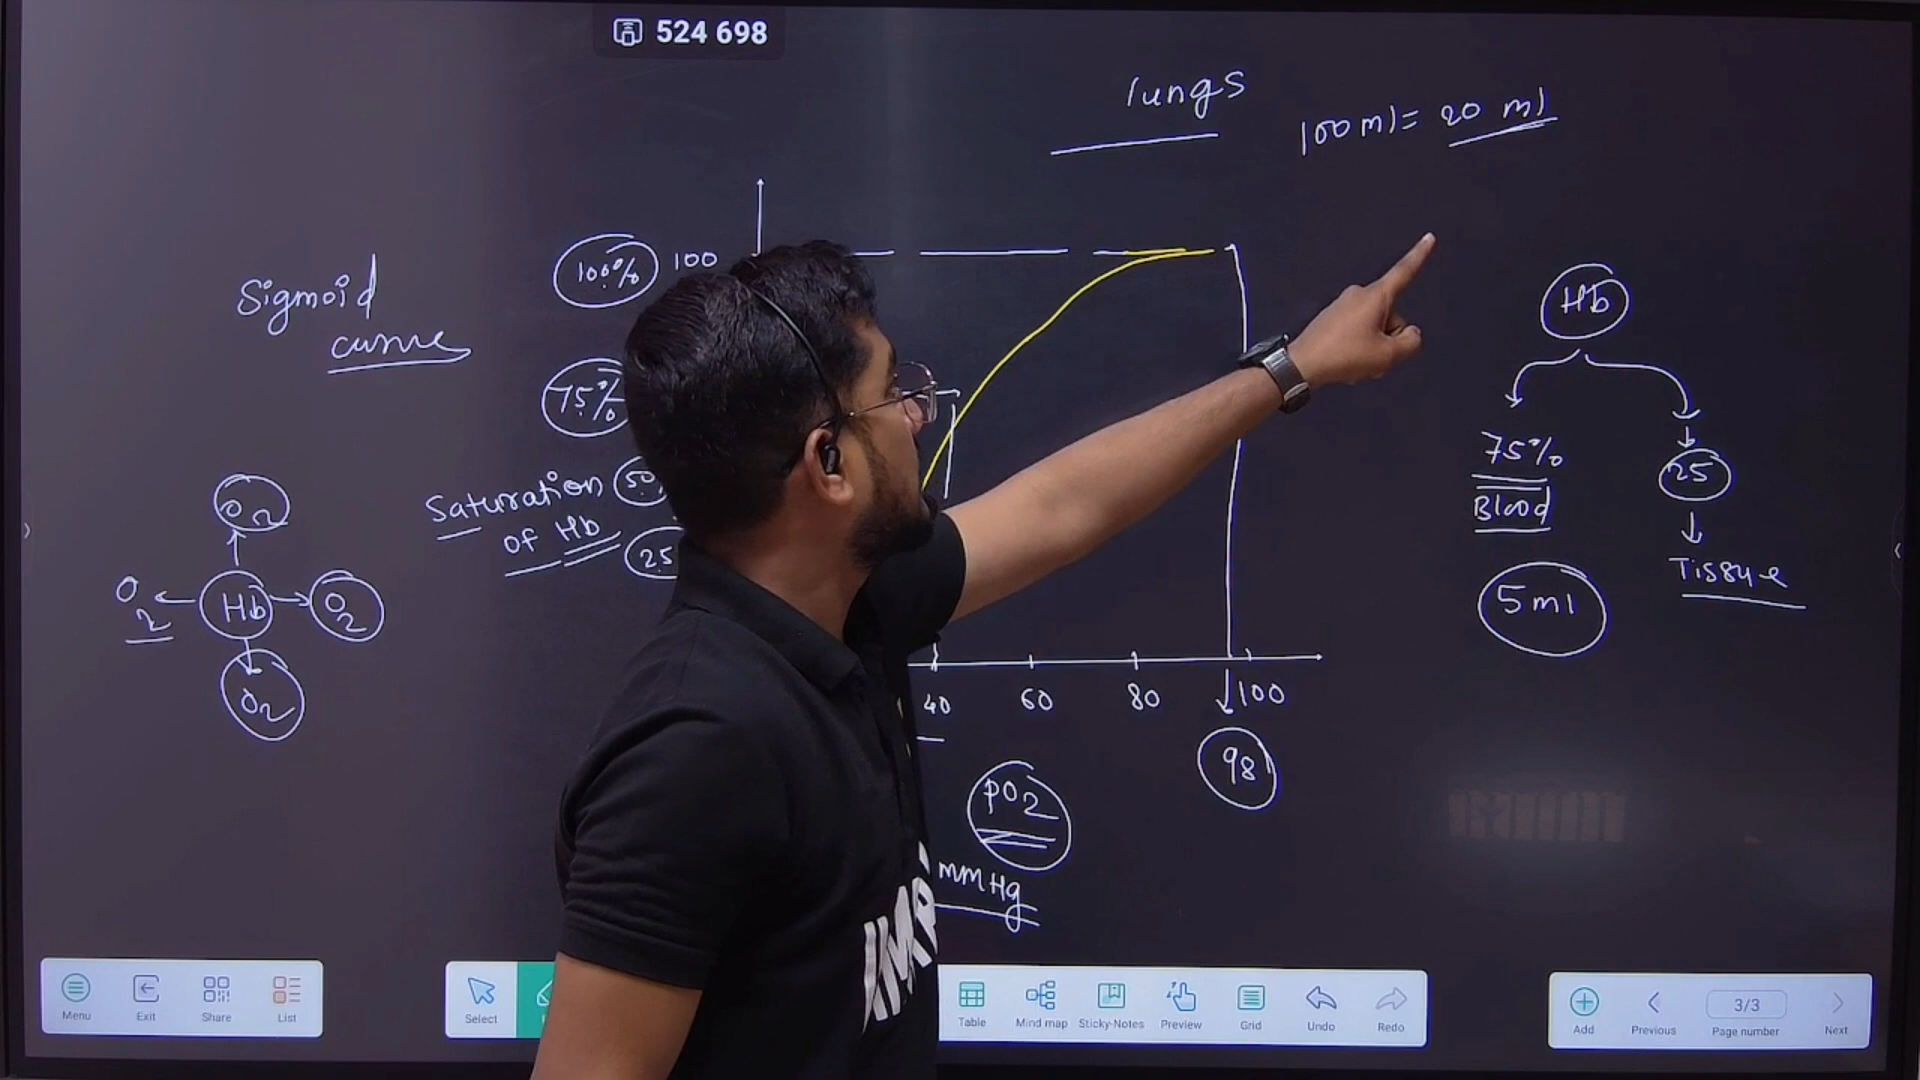 524 698
lungs
100 ml = 20 ml
100% 100
Sigmoid
curve
75%
Saturation
of Hb
50
25
O2
O2 Hb O2
O2
Hb
75%
Blood
25
Tissue
5 ml
40 60 80 100
98
PO2
mmHg
Menu Exit Share List
Select
Table Mind map Sticky-Notes Preview Grid Undo Redo
3/3
Add Previous Page number Next